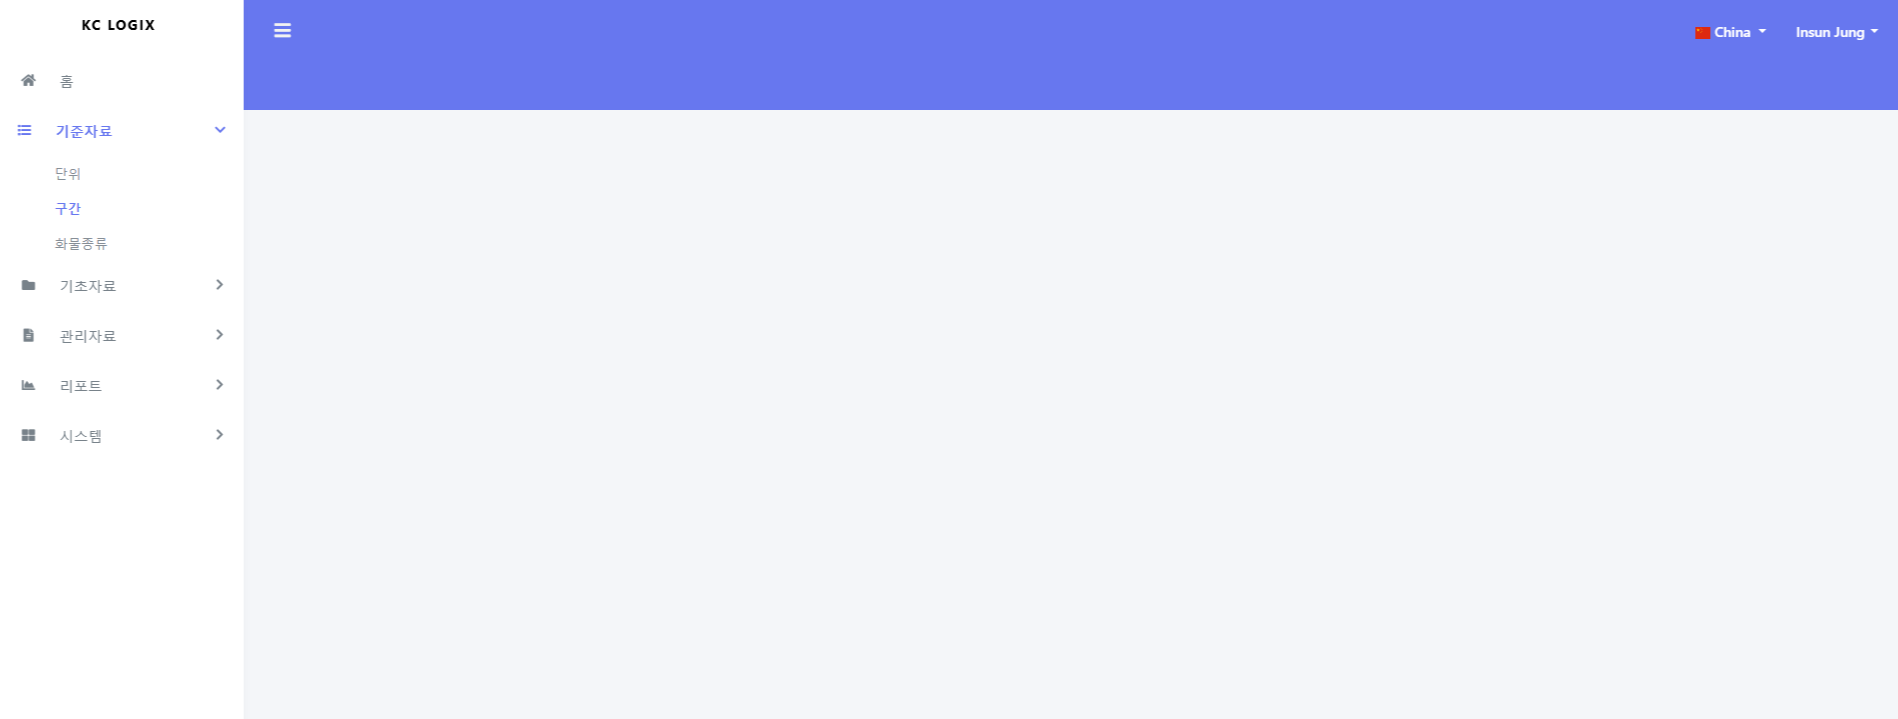 KC LOGIX
China
Insun Jung
홈
기준자료
단위
구간
화물종류
기초자료
관리자료
리포트
시스템